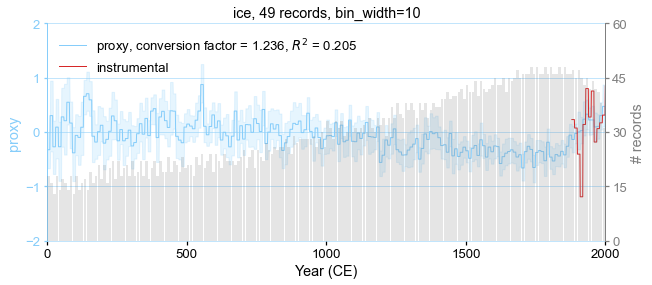 ice, 49 records, bin_width=10
proxy, conversion factor = 1.236, R² = 0.205
instrumental
2
1
0
−1
−2
proxy
60
45
30
15
0
# records
0
500
1000
1500
2000
Year (CE)